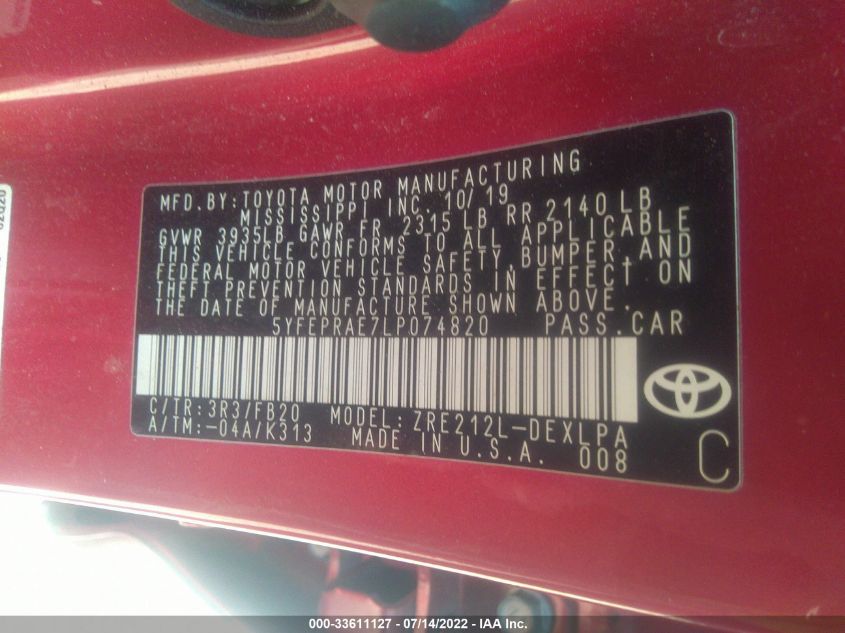 MFD.BY:TOYOTA MOTOR MANUFACTURING
MISSISSIPPI INC. 10/19
GVWR 3935LB GAWR FR 2315 LB RR 2140 LB
THIS VEHICLE CONFORMS TO ALL APPLICABLE
FEDERAL MOTOR VEHICLE SAFETY,BUMPER,AND
THEFT PREVENTION STANDARDS IN EFFECT ON
THE DATE OF MANUFACTURE SHOWN ABOVE.
5YFEPRAE7LP074820 PASS.CAR
C/TR:3R3/FB20 MODEL:ZRE212L-DEXLPA
A/TM:-04A/K313 MADE IN U.S.A. 008
C
000-33611127 - 07/14/2022 - IAA Inc.